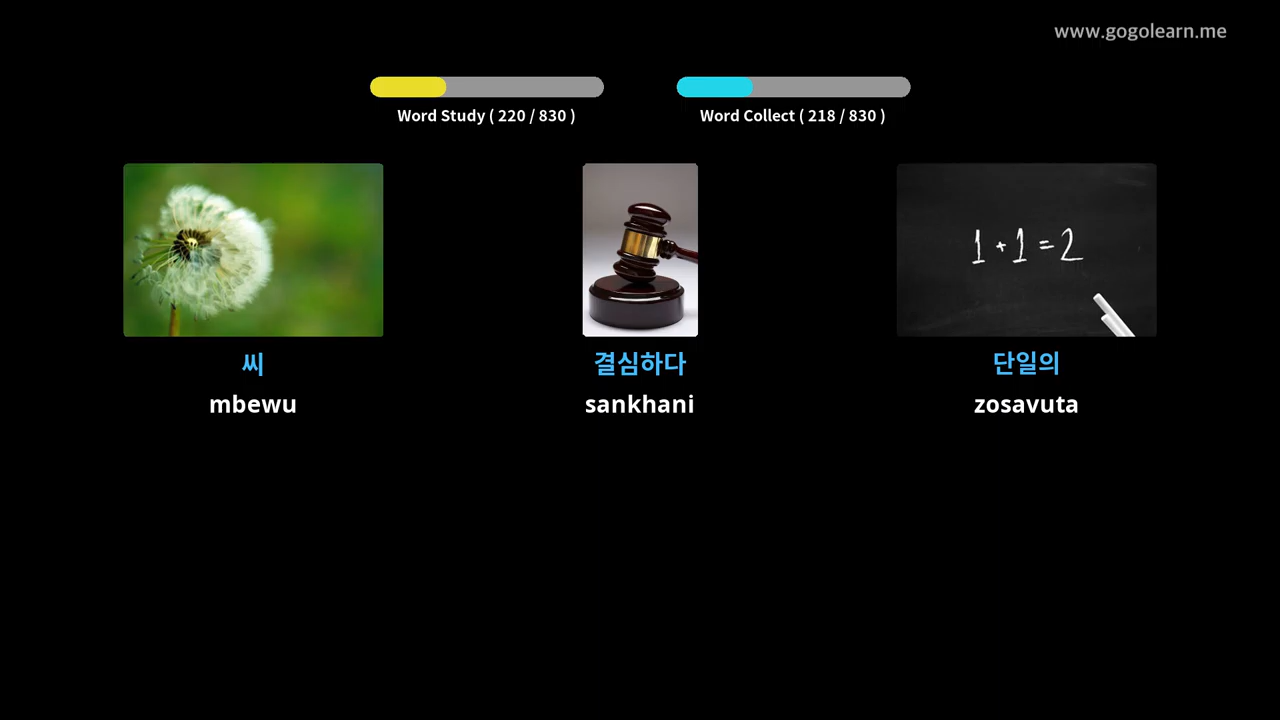 www.gogolearn.me
Word Study ( 220 / 830 )
Word Collect ( 218 / 830 )
1 + 1 = 2
씨
결심하다
단일의
mbewu
sankhani
zosavuta